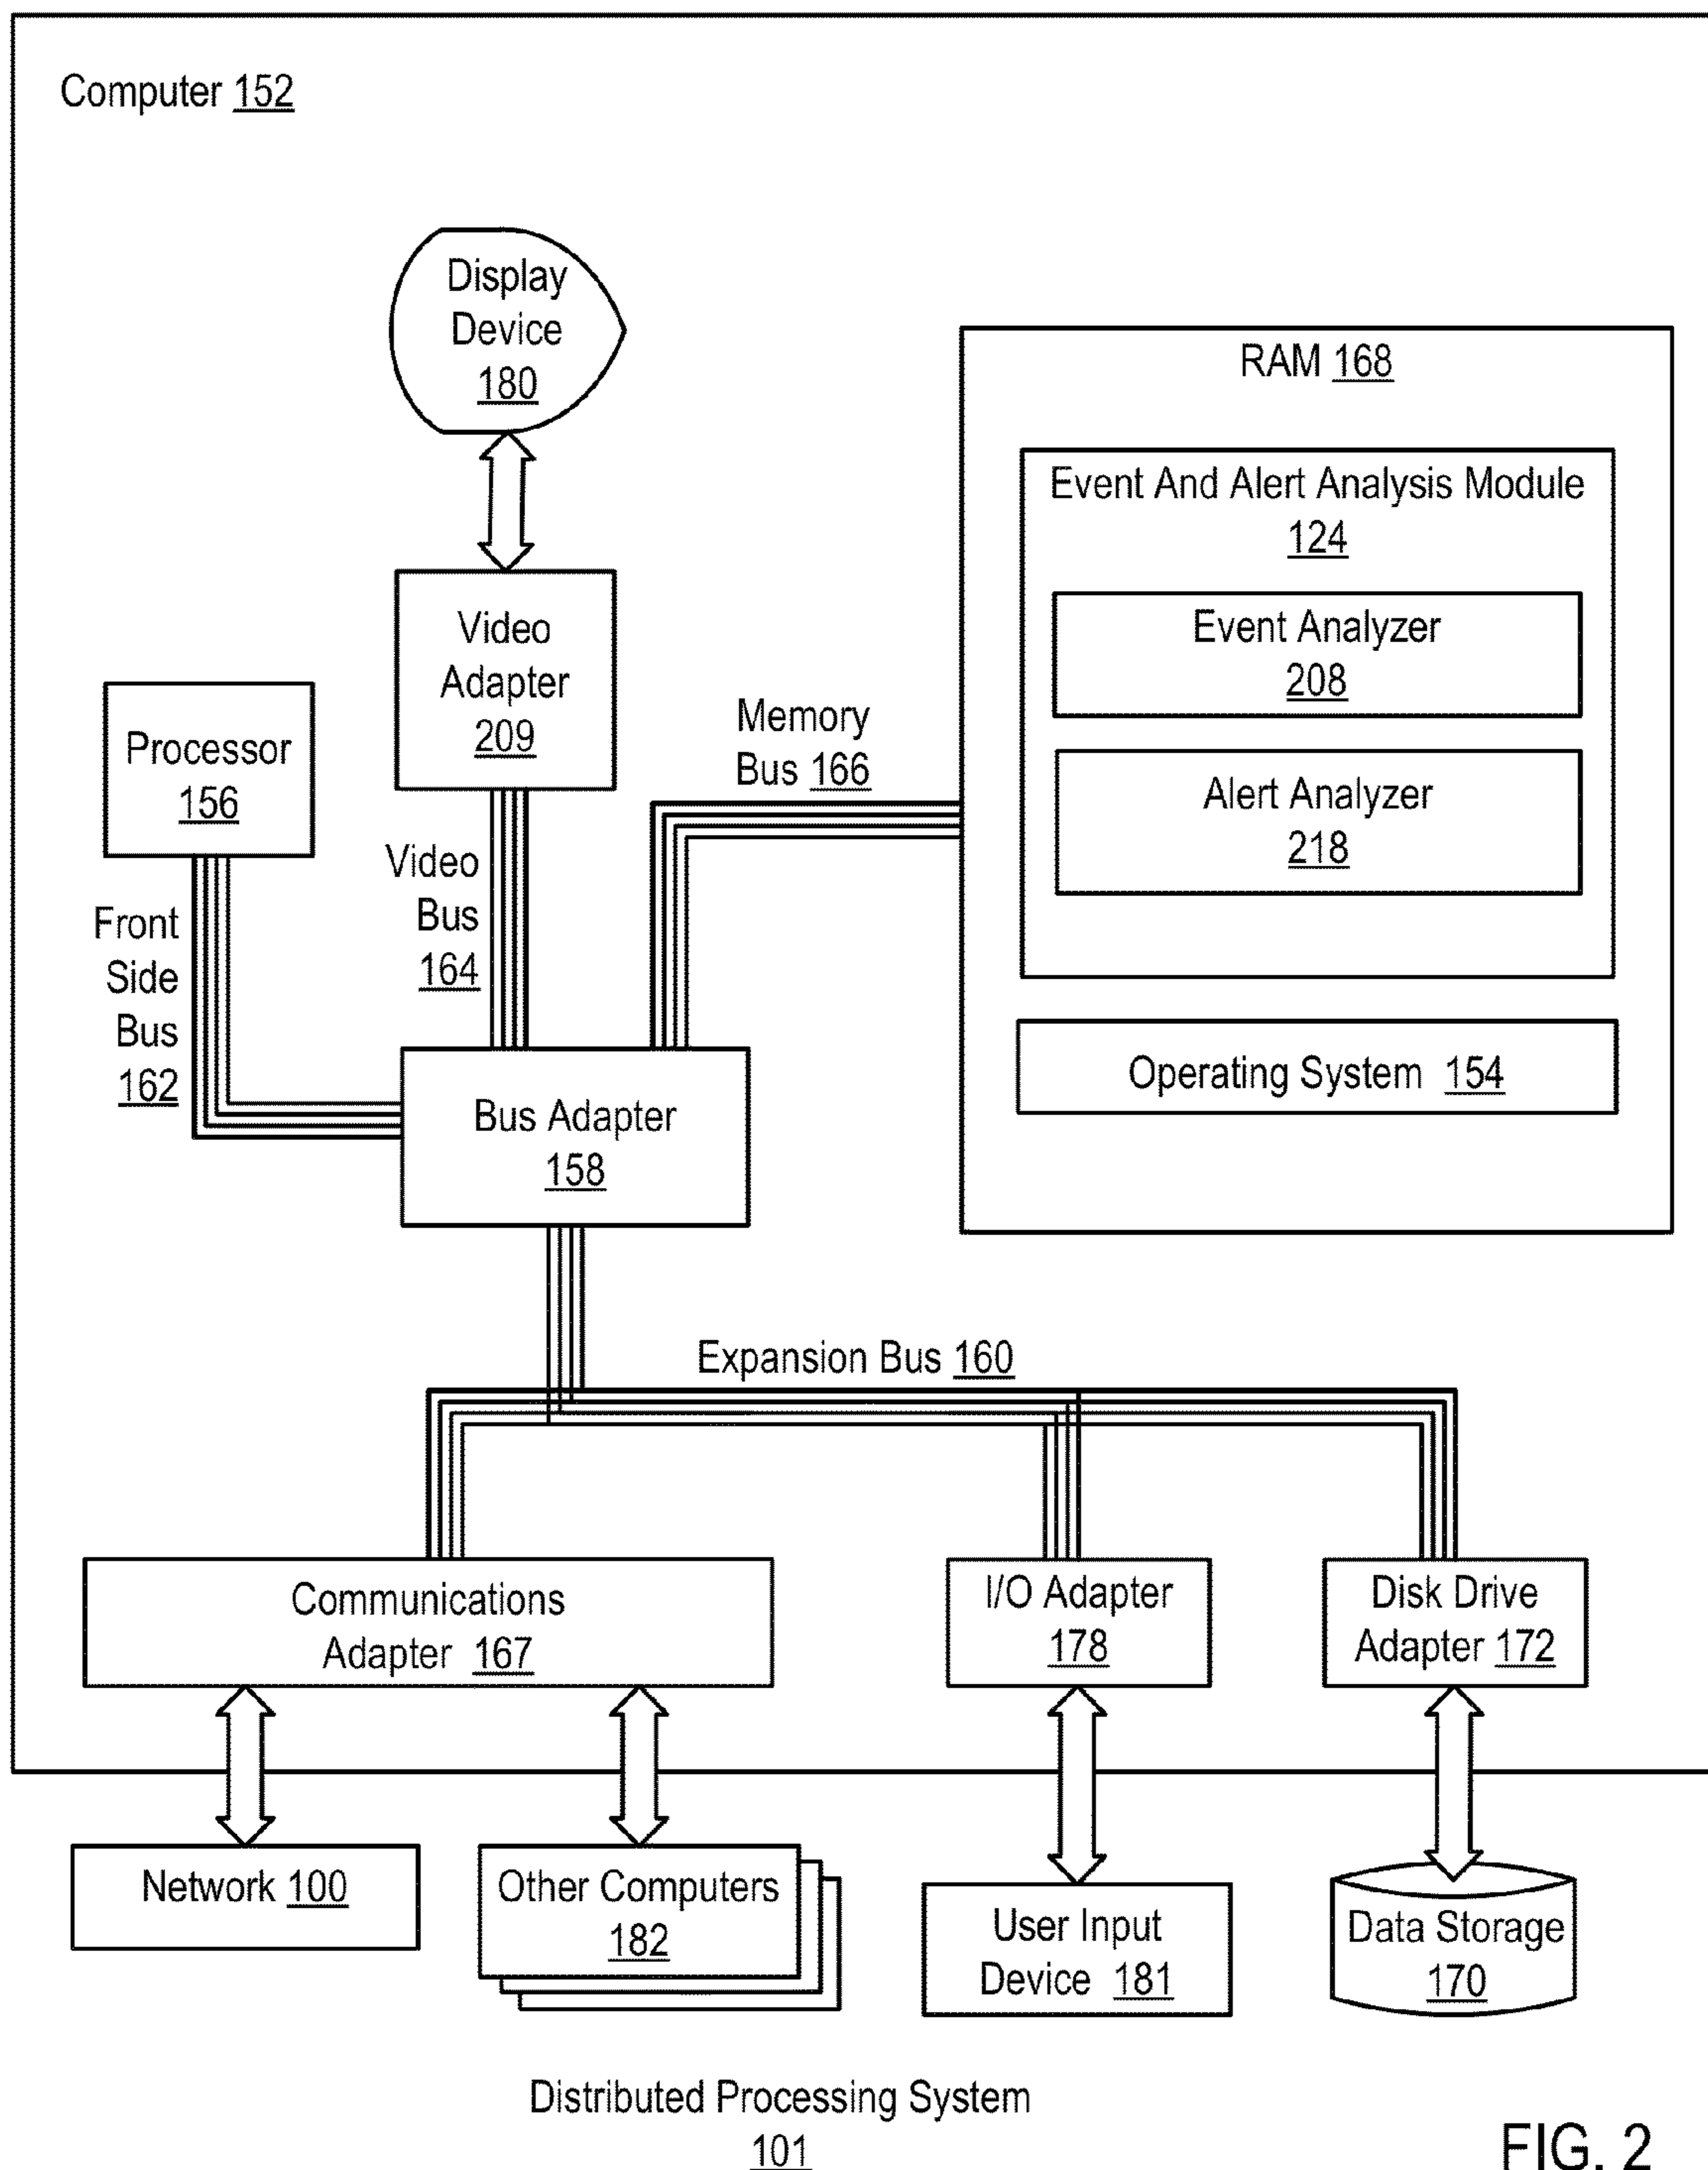 Computer 152
Display
Device
180
RAM 168
Event And Alert Analysis Module
124
Event Analyzer
208
Alert Analyzer
218
Operating System 154
Video
Adapter
209
Processor
156
Memory
Bus 166
Video
Bus
164
Front
Side
Bus
162
Bus Adapter
158
Expansion Bus 160
Communications
Adapter 167
I/O Adapter
178
Disk Drive
Adapter 172
Network 100
Other Computers
182
User Input
Device 181
Data Storage
170
Distributed Processing System
101
FIG. 2